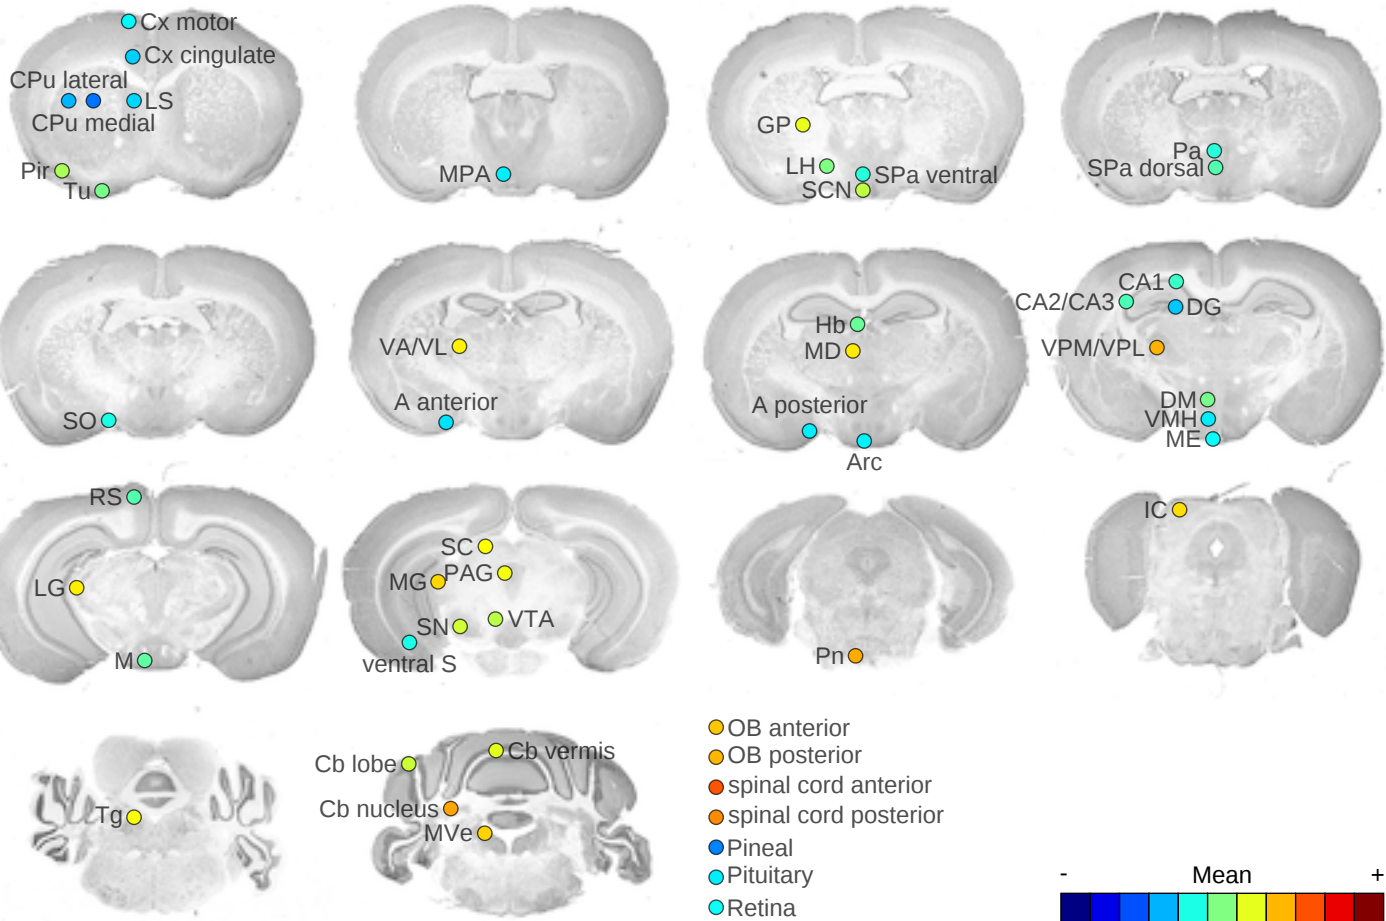 Cx motor
Cx cingulate
CPu lateral
LS
CPu medial
Pir
Tu
MPA
GP
LH
SPa ventral
SCN
Pa
SPa dorsal
SO
VA/VL
A anterior
Hb
MD
A posterior
Arc
CA1
CA2/CA3
DG
VPM/VPL
DM
VMH
ME
RS
LG
M
SC
MG
PAG
SN
VTA
ventral S
Pn
IC
Tg
Cb lobe
Cb vermis
Cb nucleus
MVe
OB anterior
OB posterior
spinal cord anterior
spinal cord posterior
Pineal
Pituitary
Retina
- Mean +